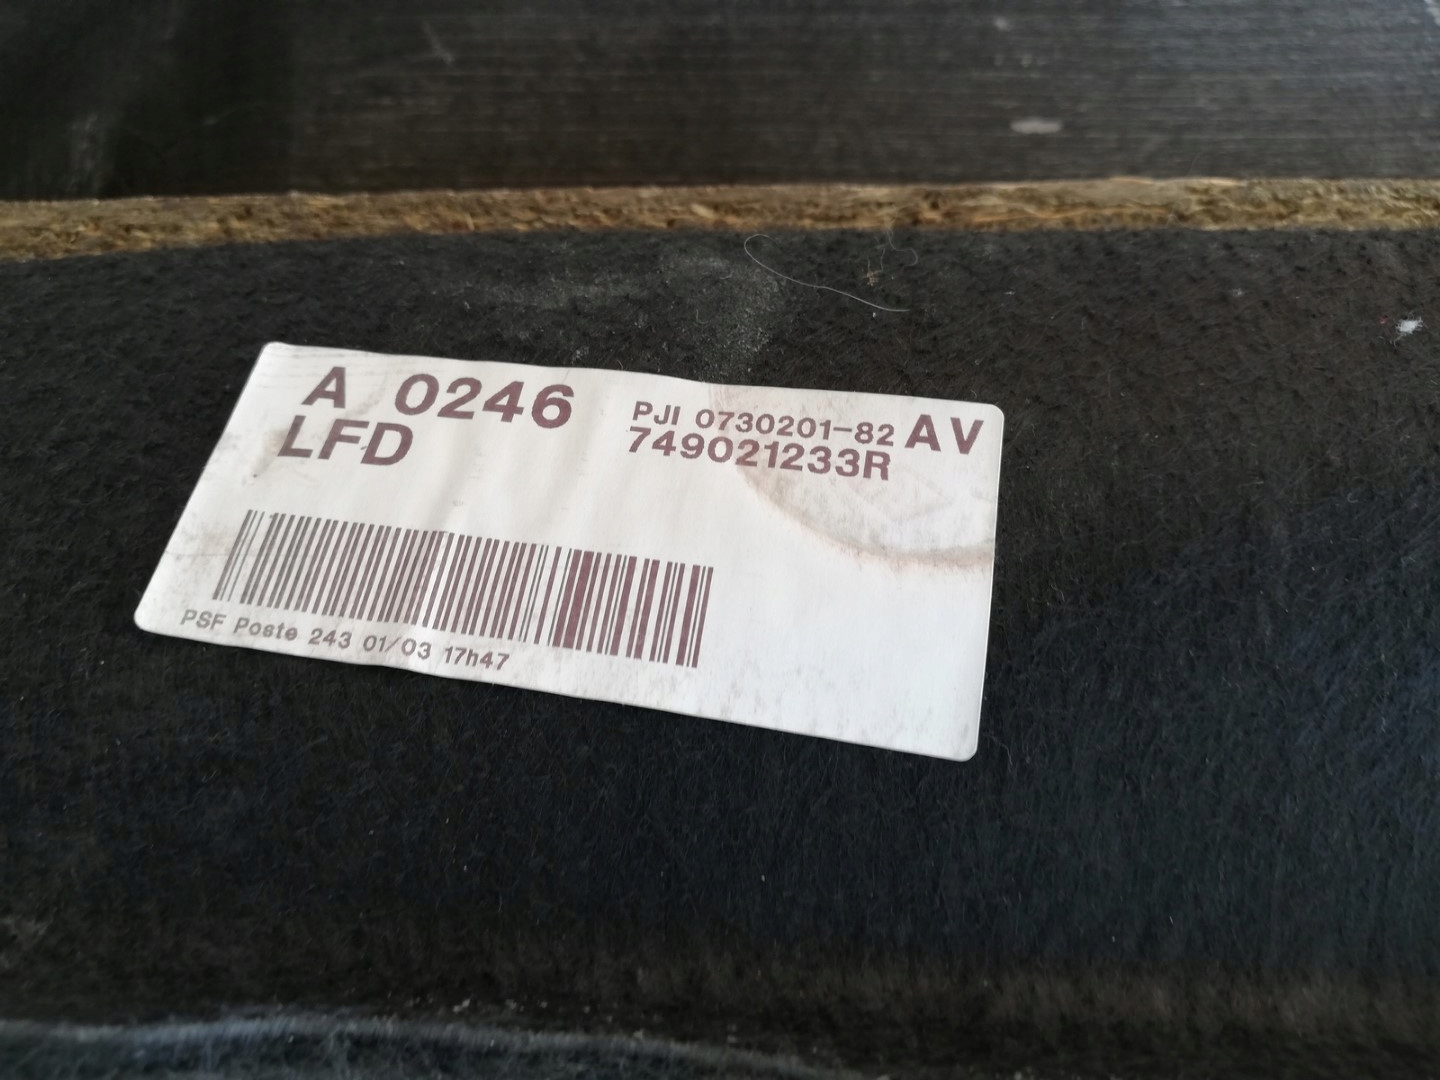 A 0246
LFD
PJI 0730201-82 AV
749021233R
PSF Poste 243 01/03 17h47